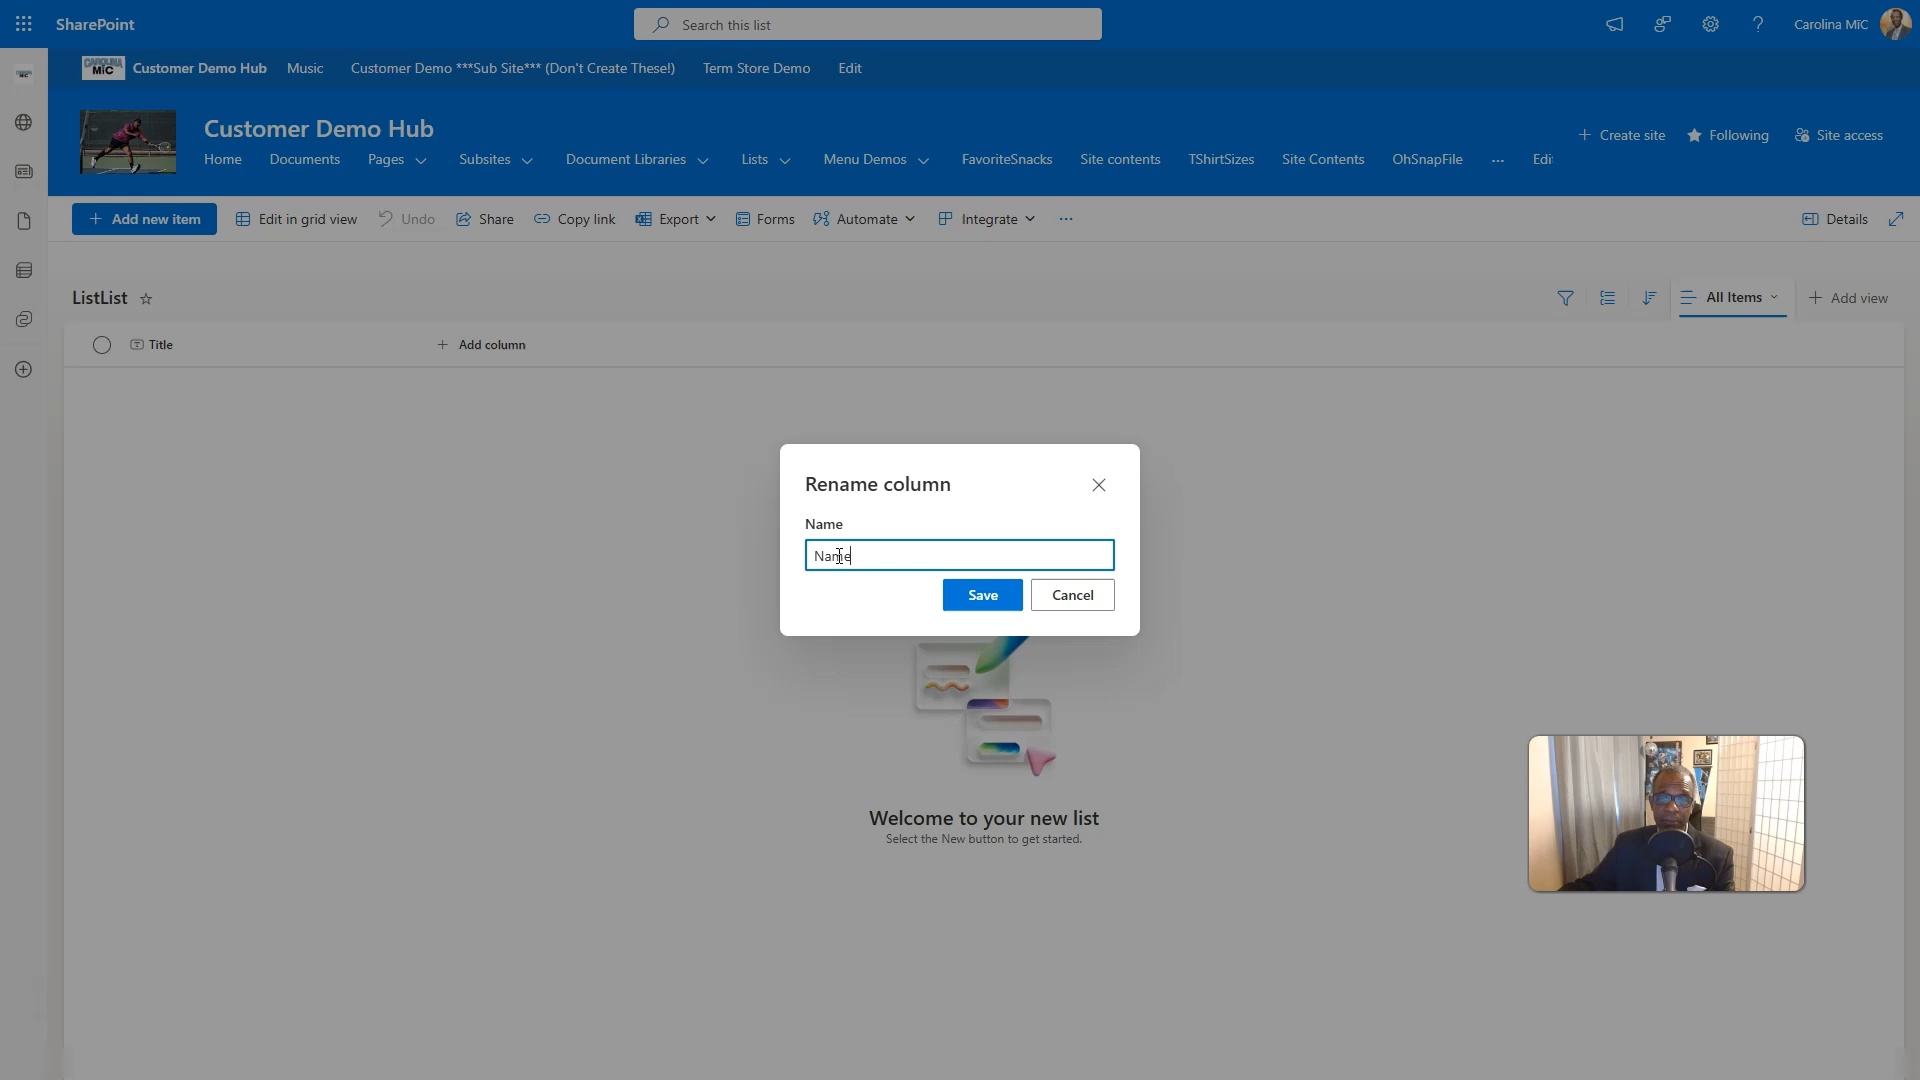 SharePoint
Search this list
Carolina MiC
CAROLINA
MiC
Customer Demo Hub
Music
Customer Demo ***Sub Site*** (Don't Create These!)
Term Store Demo
Edit
Customer Demo Hub
Create site
Following
Site access
Home
Documents
Pages
Subsites
Document Libraries
Lists
Menu Demos
FavoriteSnacks
Site contents
TShirtSizes
Site Contents
OhSnapFile
...
Edi
Add new item
Edit in grid view
Undo
Share
Copy link
Export
Forms
Automate
Integrate
...
Details
ListList
All Items
Add view
Title
Add column
Rename column
Name
Name
Save
Cancel
Welcome to your new list
Select the New button to get started.